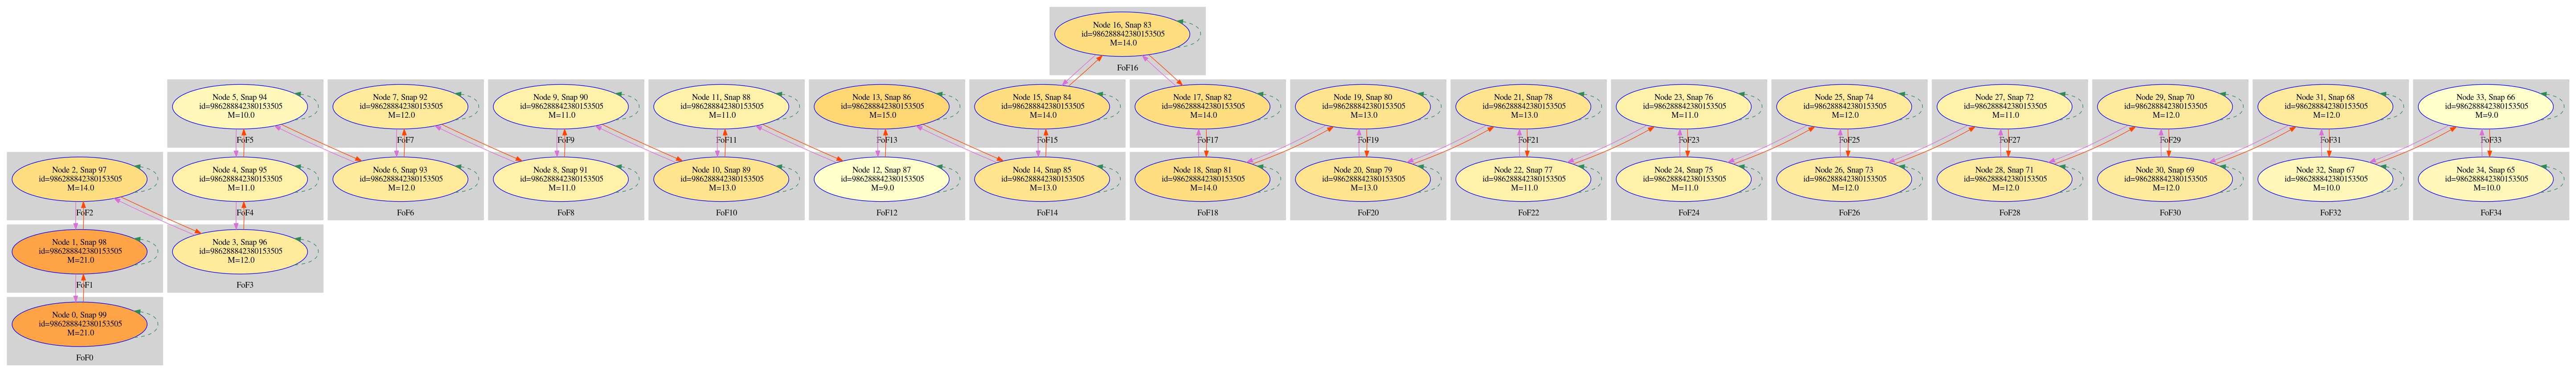 Node 16, Snap 83
id=986288842380153505
M=14.0
FoF16
Node 5, Snap 94
id=986288842380153505
M=10.0
FoF5
Node 7, Snap 92
id=986288842380153505
M=12.0
FoF7
Node 9, Snap 90
id=986288842380153505
M=11.0
FoF9
Node 11, Snap 88
id=986288842380153505
M=11.0
FoF11
Node 13, Snap 86
id=986288842380153505
M=15.0
FoF13
Node 15, Snap 84
id=986288842380153505
M=14.0
FoF15
Node 17, Snap 82
id=986288842380153505
M=14.0
FoF17
Node 19, Snap 80
id=986288842380153505
M=13.0
FoF19
Node 21, Snap 78
id=986288842380153505
M=13.0
FoF21
Node 23, Snap 76
id=986288842380153505
M=11.0
FoF23
Node 25, Snap 74
id=986288842380153505
M=12.0
FoF25
Node 27, Snap 72
id=986288842380153505
M=11.0
FoF27
Node 29, Snap 70
id=986288842380153505
M=12.0
FoF29
Node 31, Snap 68
id=986288842380153505
M=12.0
FoF31
Node 33, Snap 66
id=986288842380153505
M=9.0
FoF33
Node 2, Snap 97
id=986288842380153505
M=14.0
FoF2
Node 4, Snap 95
id=986288842380153505
M=11.0
FoF4
Node 6, Snap 93
id=986288842380153505
M=12.0
FoF6
Node 8, Snap 91
id=986288842380153505
M=11.0
FoF8
Node 10, Snap 89
id=986288842380153505
M=13.0
FoF10
Node 12, Snap 87
id=986288842380153505
M=9.0
FoF12
Node 14, Snap 85
id=986288842380153505
M=13.0
FoF14
Node 18, Snap 81
id=986288842380153505
M=14.0
FoF18
Node 20, Snap 79
id=986288842380153505
M=13.0
FoF20
Node 22, Snap 77
id=986288842380153505
M=11.0
FoF22
Node 24, Snap 75
id=986288842380153505
M=11.0
FoF24
Node 26, Snap 73
id=986288842380153505
M=12.0
FoF26
Node 28, Snap 71
id=986288842380153505
M=12.0
FoF28
Node 30, Snap 69
id=986288842380153505
M=12.0
FoF30
Node 32, Snap 67
id=986288842380153505
M=10.0
FoF32
Node 34, Snap 65
id=986288842380153505
M=10.0
FoF34
Node 1, Snap 98
id=986288842380153505
M=21.0
FoF1
Node 3, Snap 96
id=986288842380153505
M=12.0
FoF3
Node 0, Snap 99
id=986288842380153505
M=21.0
FoF0